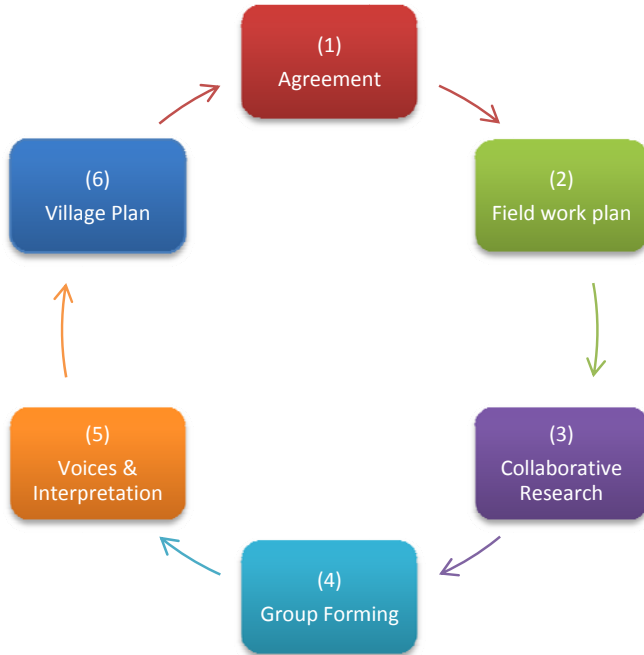 (1)
Agreement
(2)
Field work plan
(3)
Collaborative
Research
(4)
Group Forming
(5)
Voices &
Interpretation
(6)
Village Plan